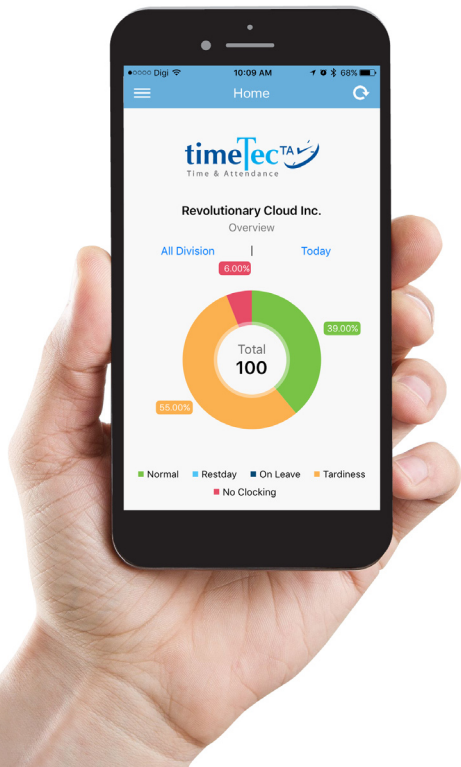 Digi 10:09 AM 68%
Home
timeTec TA
Time & Attendance
Revolutionary Cloud Inc.
Overview
All Division | Today
6.00%
39.00%
Total
100
55.00%
Normal Restday On Leave Tardiness
No Clocking